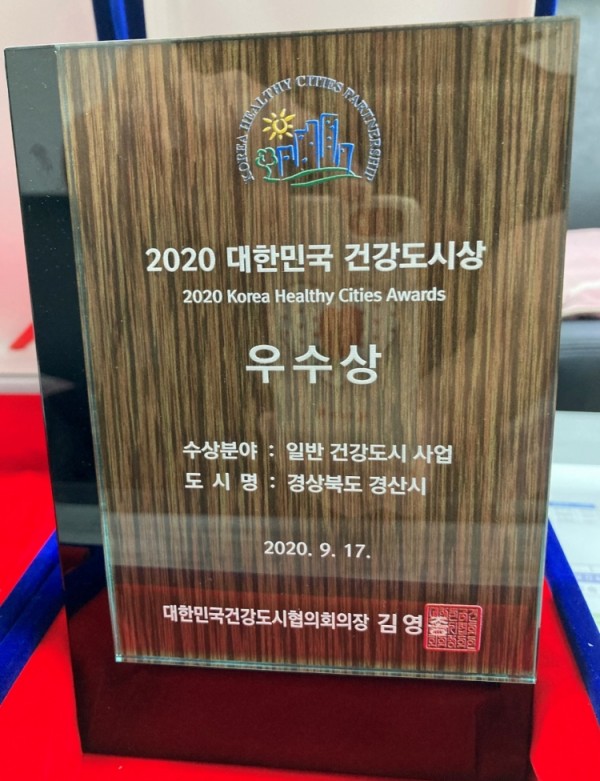 KOREA HEALTHY CITIES PARTNERSHIP
2020 대한민국 건강도시상
2020 Korea Healthy Cities Awards
우수상
수상분야 : 일반 건강도시 사업
도 시 명 : 경상북도 경산시
2020. 9. 17.
대한민국건강도시협의회의장 김 영 종